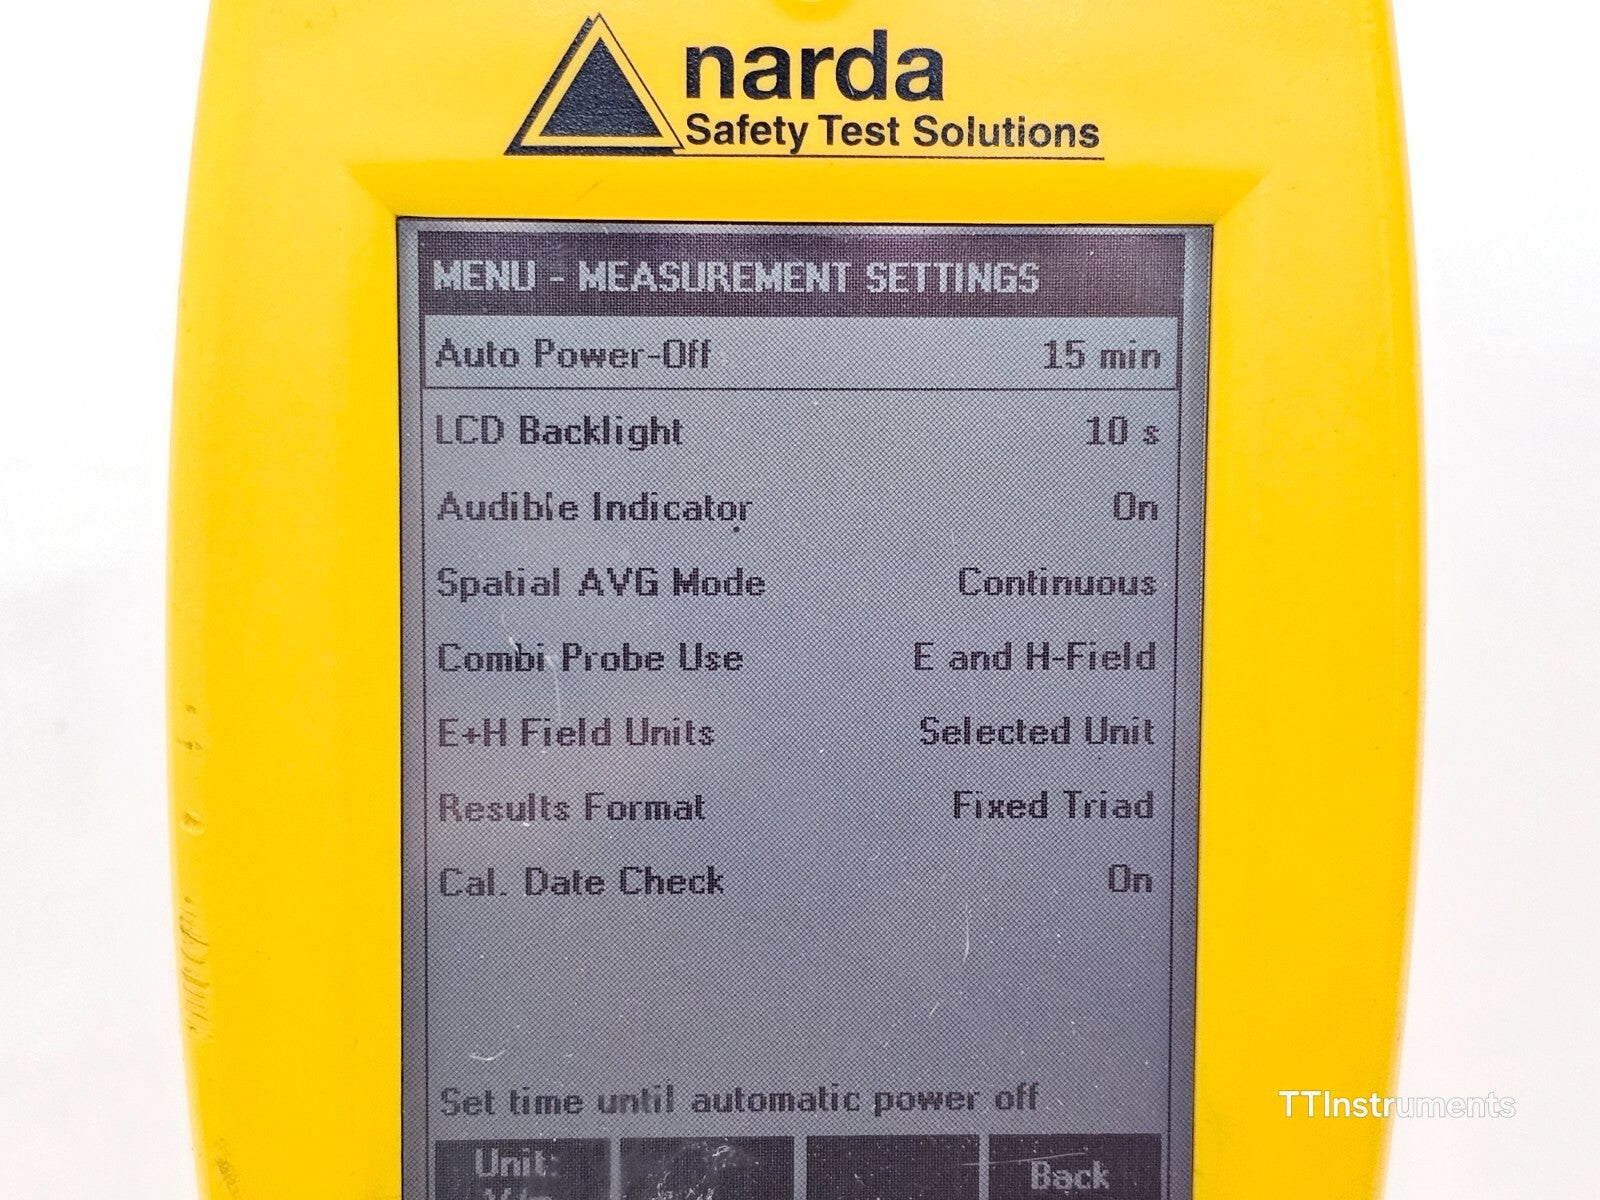 narda
Safety Test Solutions
MENU - MEASUREMENT SETTINGS
Auto Power-Off 15 min
LCD Backlight 10 s
Audible Indicator On
Spatial AVG Mode Continuous
Combi Probe Use E and H-Field
E+H Field Units Selected Unit
Results Format Fixed Triad
Cal. Date Check On
Set time until automatic power off
TTInstruments
Unit: Back